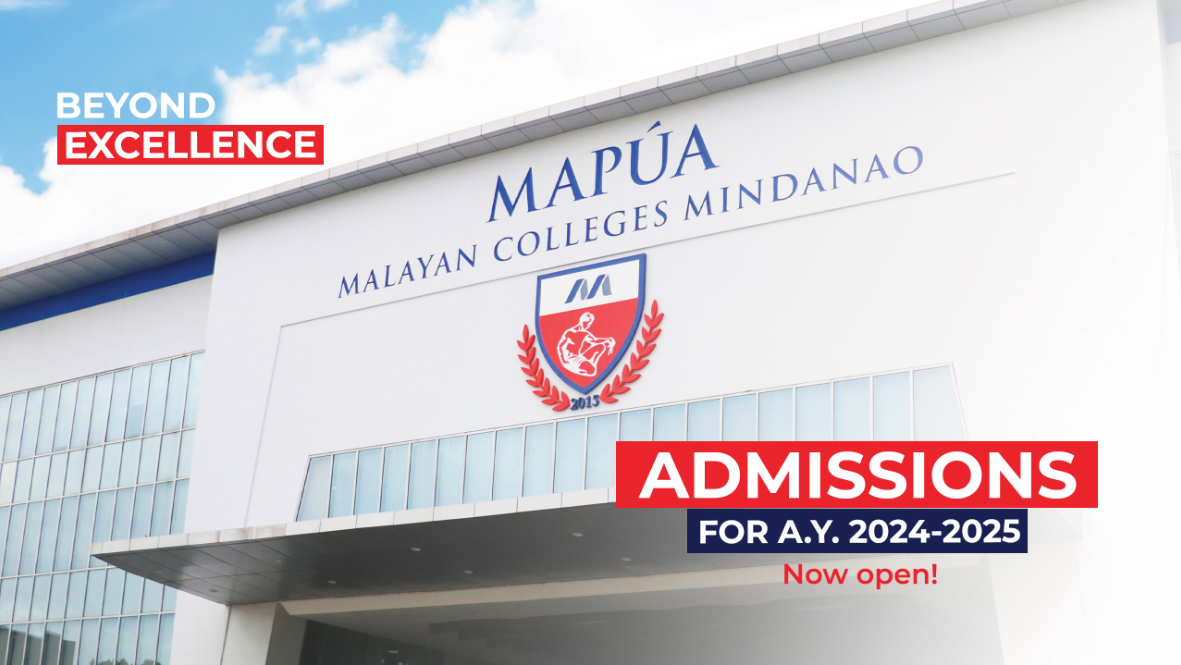 BEYOND
EXCELLENCE
MAPÚA
MALAYAN COLLEGES MINDANAO
2015
ADMISSIONS
FOR A.Y. 2024-2025
Now open!